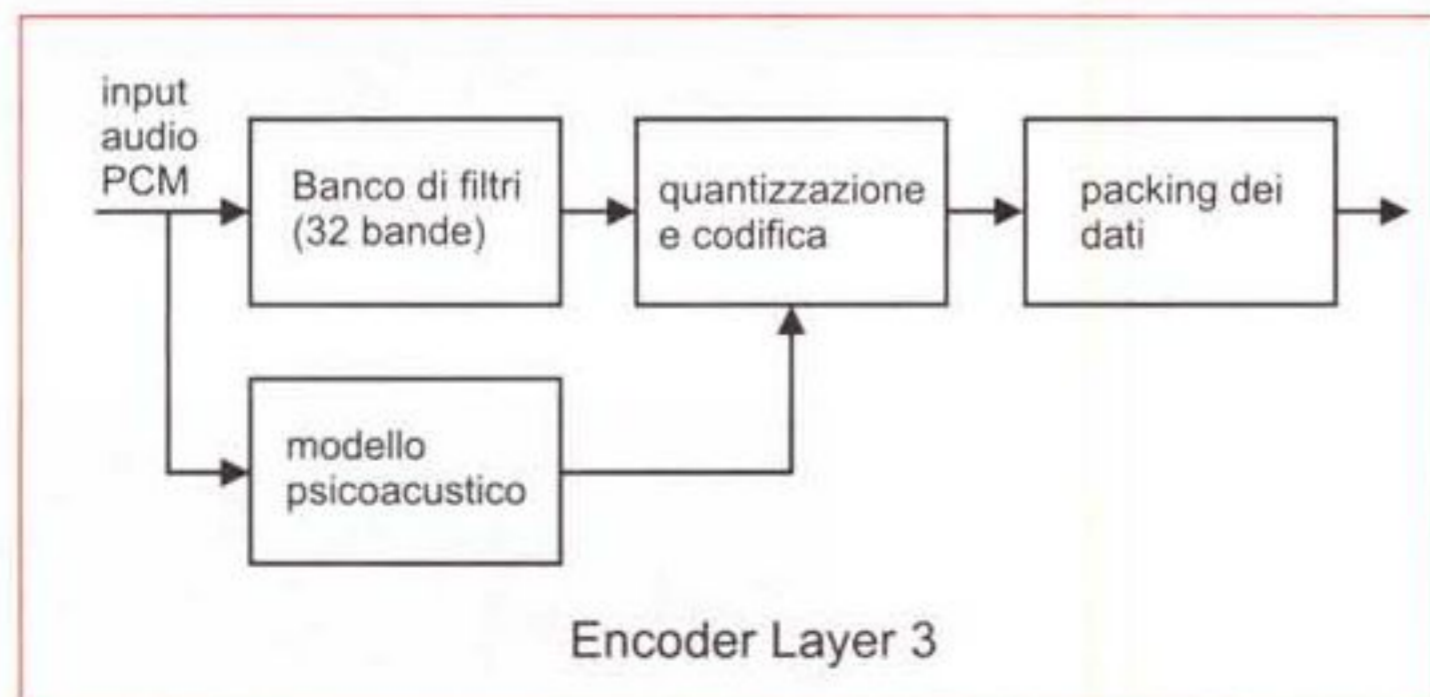 input
audio
PCM
Banco di filtri
(32 bande)
quantizzazione
e codifica
packing dei
dati
modello
psicoacustico
Encoder Layer 3